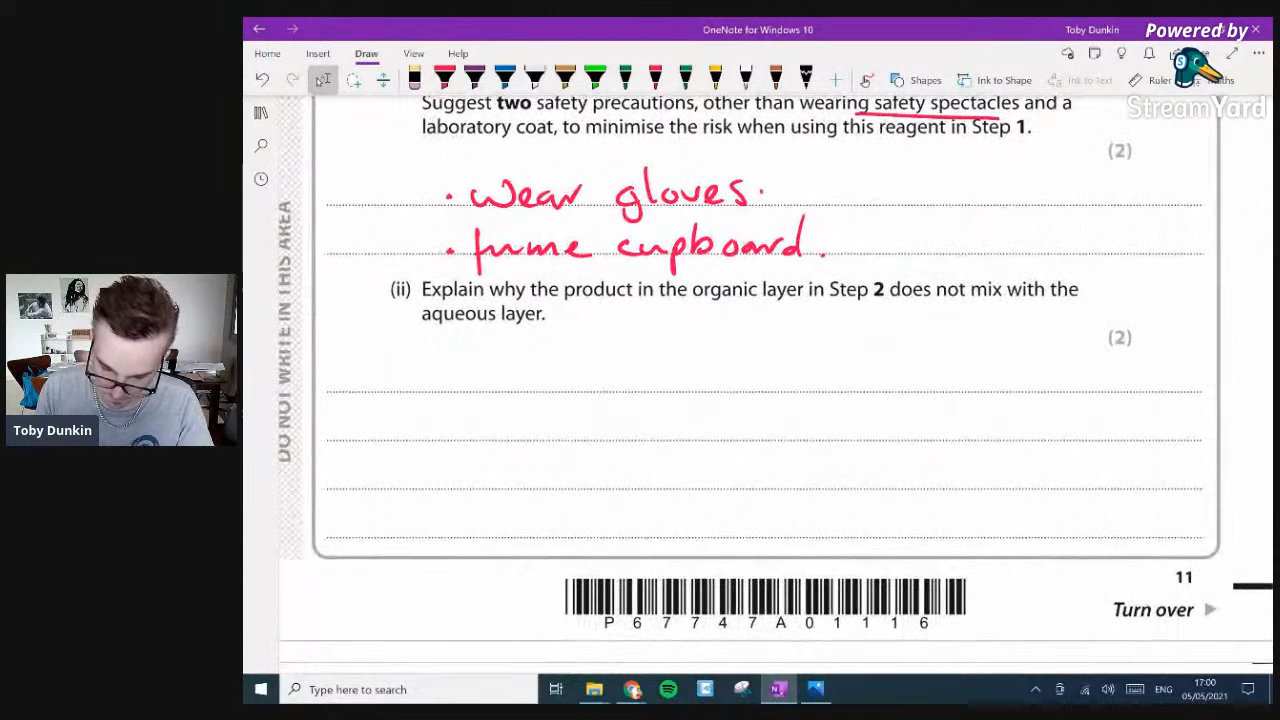 OneNote for Windows 10
Toby Dunkin
Powered by
StreamYard
Home Insert Draw View Help
Shapes Ink to Shape Ink to Text Ruler Maths
Suggest two safety precautions, other than wearing safety spectacles and a
laboratory coat, to minimise the risk when using this reagent in Step 1.
(2)
• wear gloves.
• fume cupboard.
(ii) Explain why the product in the organic layer in Step 2 does not mix with the
aqueous layer.
(2)
DO NOT WRITE IN THIS AREA
Toby Dunkin
11
Turn over
P 6 7 7 4 7 A 0 1 1 1 6
Type here to search
ENG
17:00
05/05/2021